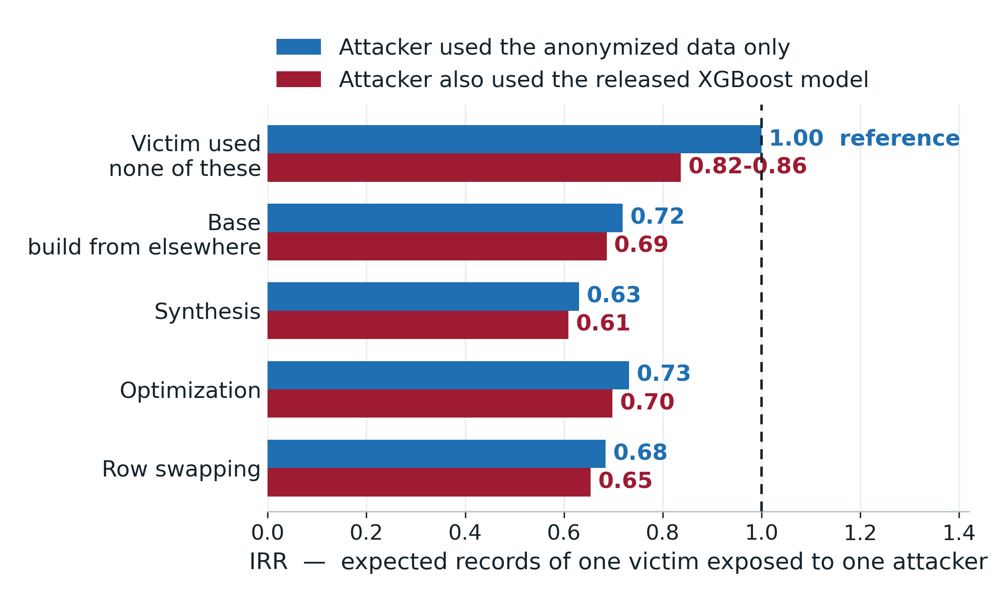 Attacker used the anonymized data only
Attacker also used the released XGBoost model
Victim used
none of these
1.00  reference
0.82-0.86
Base
build from elsewhere
0.72
0.69
Synthesis
0.63
0.61
Optimization
0.73
0.70
Row swapping
0.68
0.65
0.0 0.2 0.4 0.6 0.8 1.0 1.2 1.4
IRR — expected records of one victim exposed to one attacker